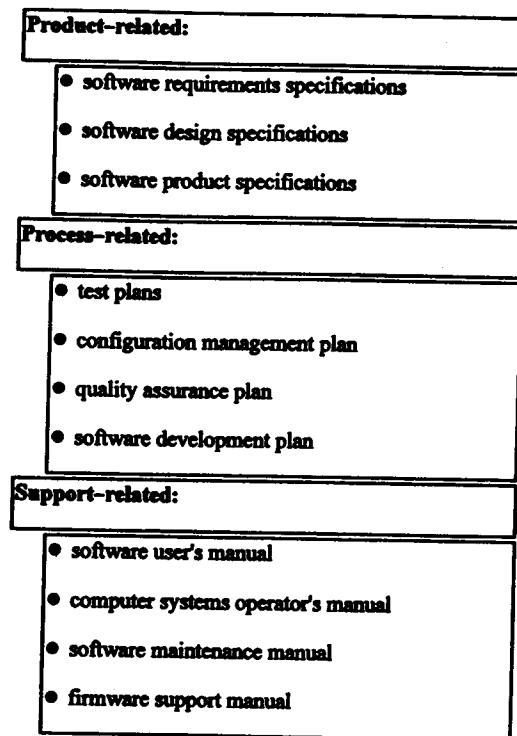 Product-related:
● software requirements specifications
● software design specifications
● software product specifications
Process-related:
● test plans
● configuration management plan
● quality assurance plan
● software development plan
Support-related:
● software user's manual
● computer systems operator's manual
● software maintenance manual
● firmware support manual